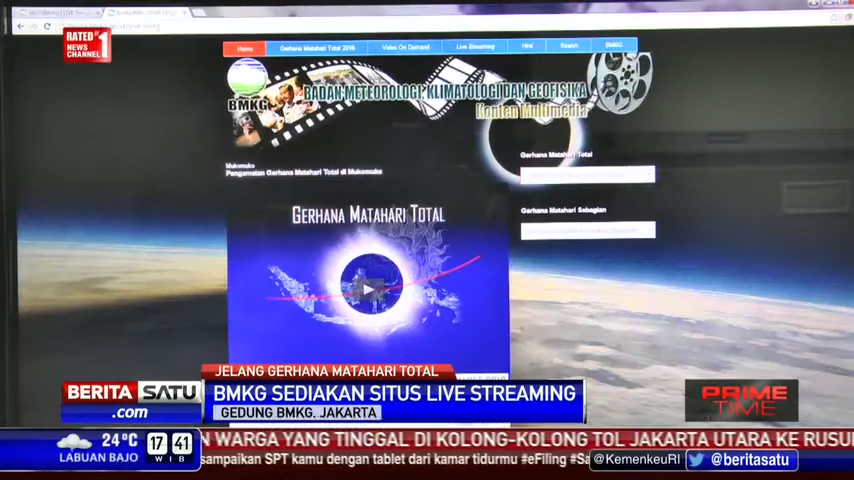 RATED #1
NEWS
CHANNEL
Home
Gerhana Matahari Total 2016
Video On Demand
Live Streaming
Hilal
Search
BMKG
BMKG
BADAN METEOROLOGI, KLIMATOLOGI DAN GEOFISIKA
Konten Multimedia
Mukomuko
Pengamatan Gerhana Matahari Total di Mukomuko
Gerhana Matahari Total
Gerhana Matahari Sebagian
GERHANA MATAHARI TOTAL
JELANG GERHANA MATAHARI TOTAL
BERITA SATU
.com
BMKG SEDIAKAN SITUS LIVE STREAMING
GEDUNG BMKG, JAKARTA
PRIME
TIME
24°C
LABUAN BAJO
17 41
WIB
N WARGA YANG TINGGAL DI KOLONG-KOLONG TOL JAKARTA UTARA KE RUSU
sampaikan SPT kamu dengan tablet dari kamar tidurmu #eFiling #Sa
@KemenkeuRI
@beritasatu